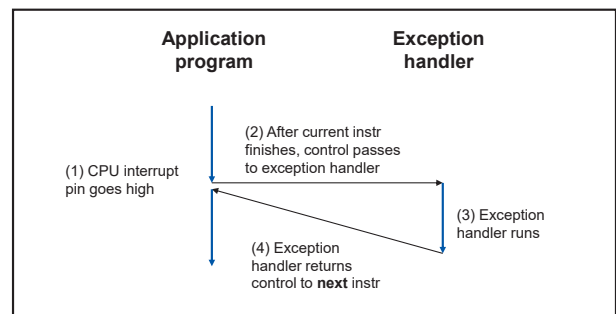 Application
program
Exception
handler
(1) CPU interrupt
pin goes high
(2) After current instr
finishes, control passes
to exception handler
(3) Exception
handler runs
(4) Exception
handler returns
control to next instr